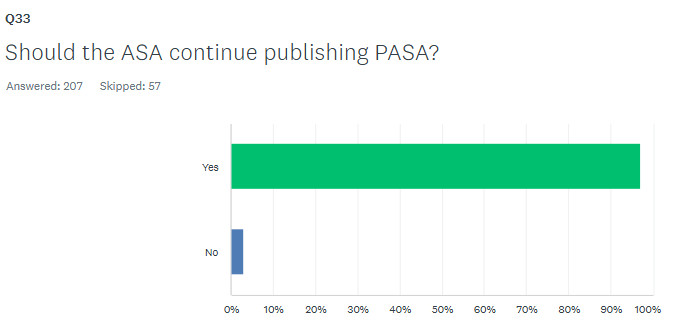 Q33
Should the ASA continue publishing PASA?
Answered: 207 Skipped: 57
Yes
No
0% 10% 20% 30% 40% 50% 60% 70% 80% 90% 100%